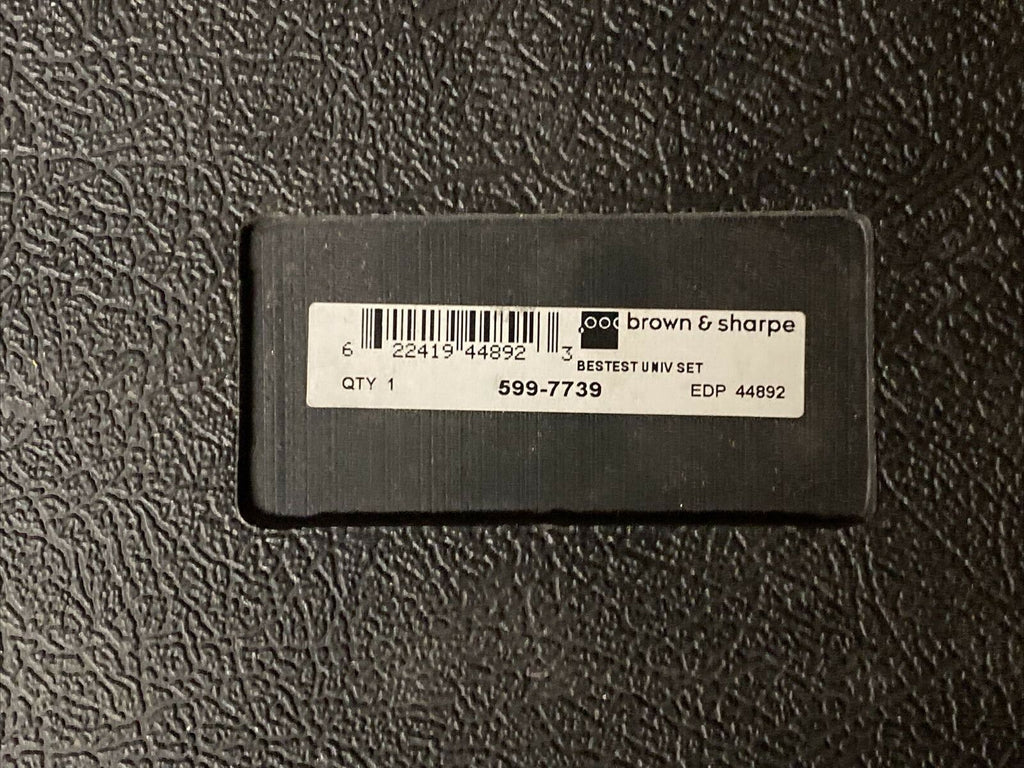 brown & sharpe
6 22419 44892 3
BESTEST UNIV SET
QTY 1 599-7739 EDP 44892